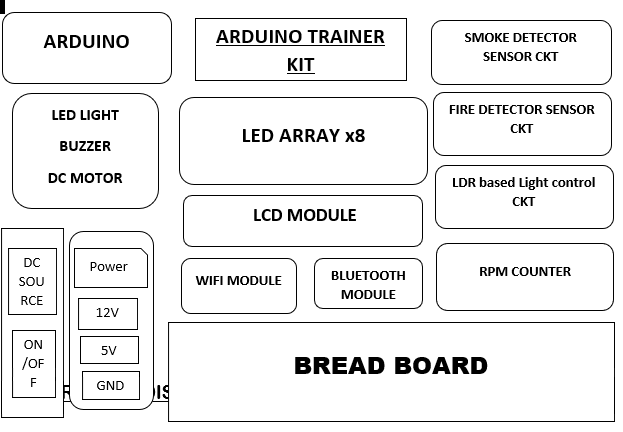 ARDUINO
ARDUINO TRAINER
KIT
SMOKE DETECTOR
SENSOR CKT
LED LIGHT
BUZZER
DC MOTOR
LED ARRAY x8
FIRE DETECTOR SENSOR
CKT
LDR based Light control
CKT
LCD MODULE
DC
SOU
RCE
Power
12V
5V
GND
ON
/OF
F
WIFI MODULE
BLUETOOTH
MODULE
RPM COUNTER
BREAD BOARD